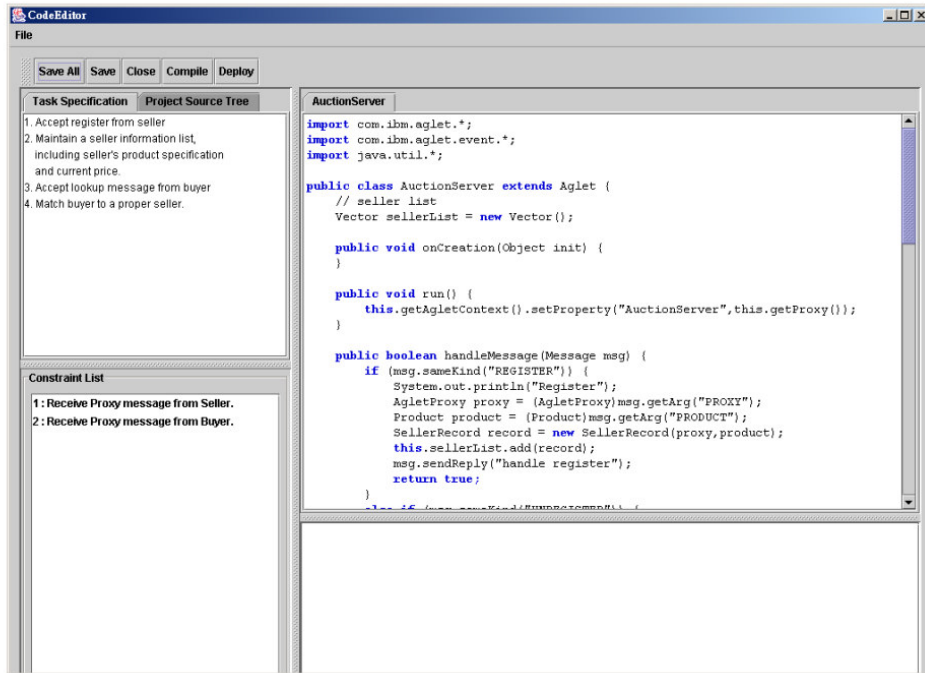 CodeEditor
File
Save All Save Close Compile Deploy
Task Specification Project Source Tree
1. Accept register from seller
2. Maintain a seller information list,
including seller's product specification
and current price.
3. Accept lookup message from buyer
4. Match buyer to a proper seller.
Constraint List
1 : Receive Proxy message from Seller.
2 : Receive Proxy message from Buyer.
AuctionServer
import com.ibm.aglet.*;
import com.ibm.aglet.event.*;
import java.util.*;
public class AuctionServer extends Aglet {
// seller list
Vector sellerList = new Vector();
public void onCreation(Object init) {
}
public void run() {
this.getAgletContext().setProperty("AuctionServer",this.getProxy());
}
public boolean handleMessage(Message msg) {
if (msg.sameKind("REGISTER")) {
System.out.println("Register");
AgletProxy proxy = (AgletProxy)msg.getArg("PROXY");
Product product = (Product)msg.getArg("PRODUCT");
SellerRecord record = new SellerRecord(proxy,product);
this.sellerList.add(record);
msg.sendReply("handle register");
return true;
}
else if (msg.sameKind("UNREGISTER")) {